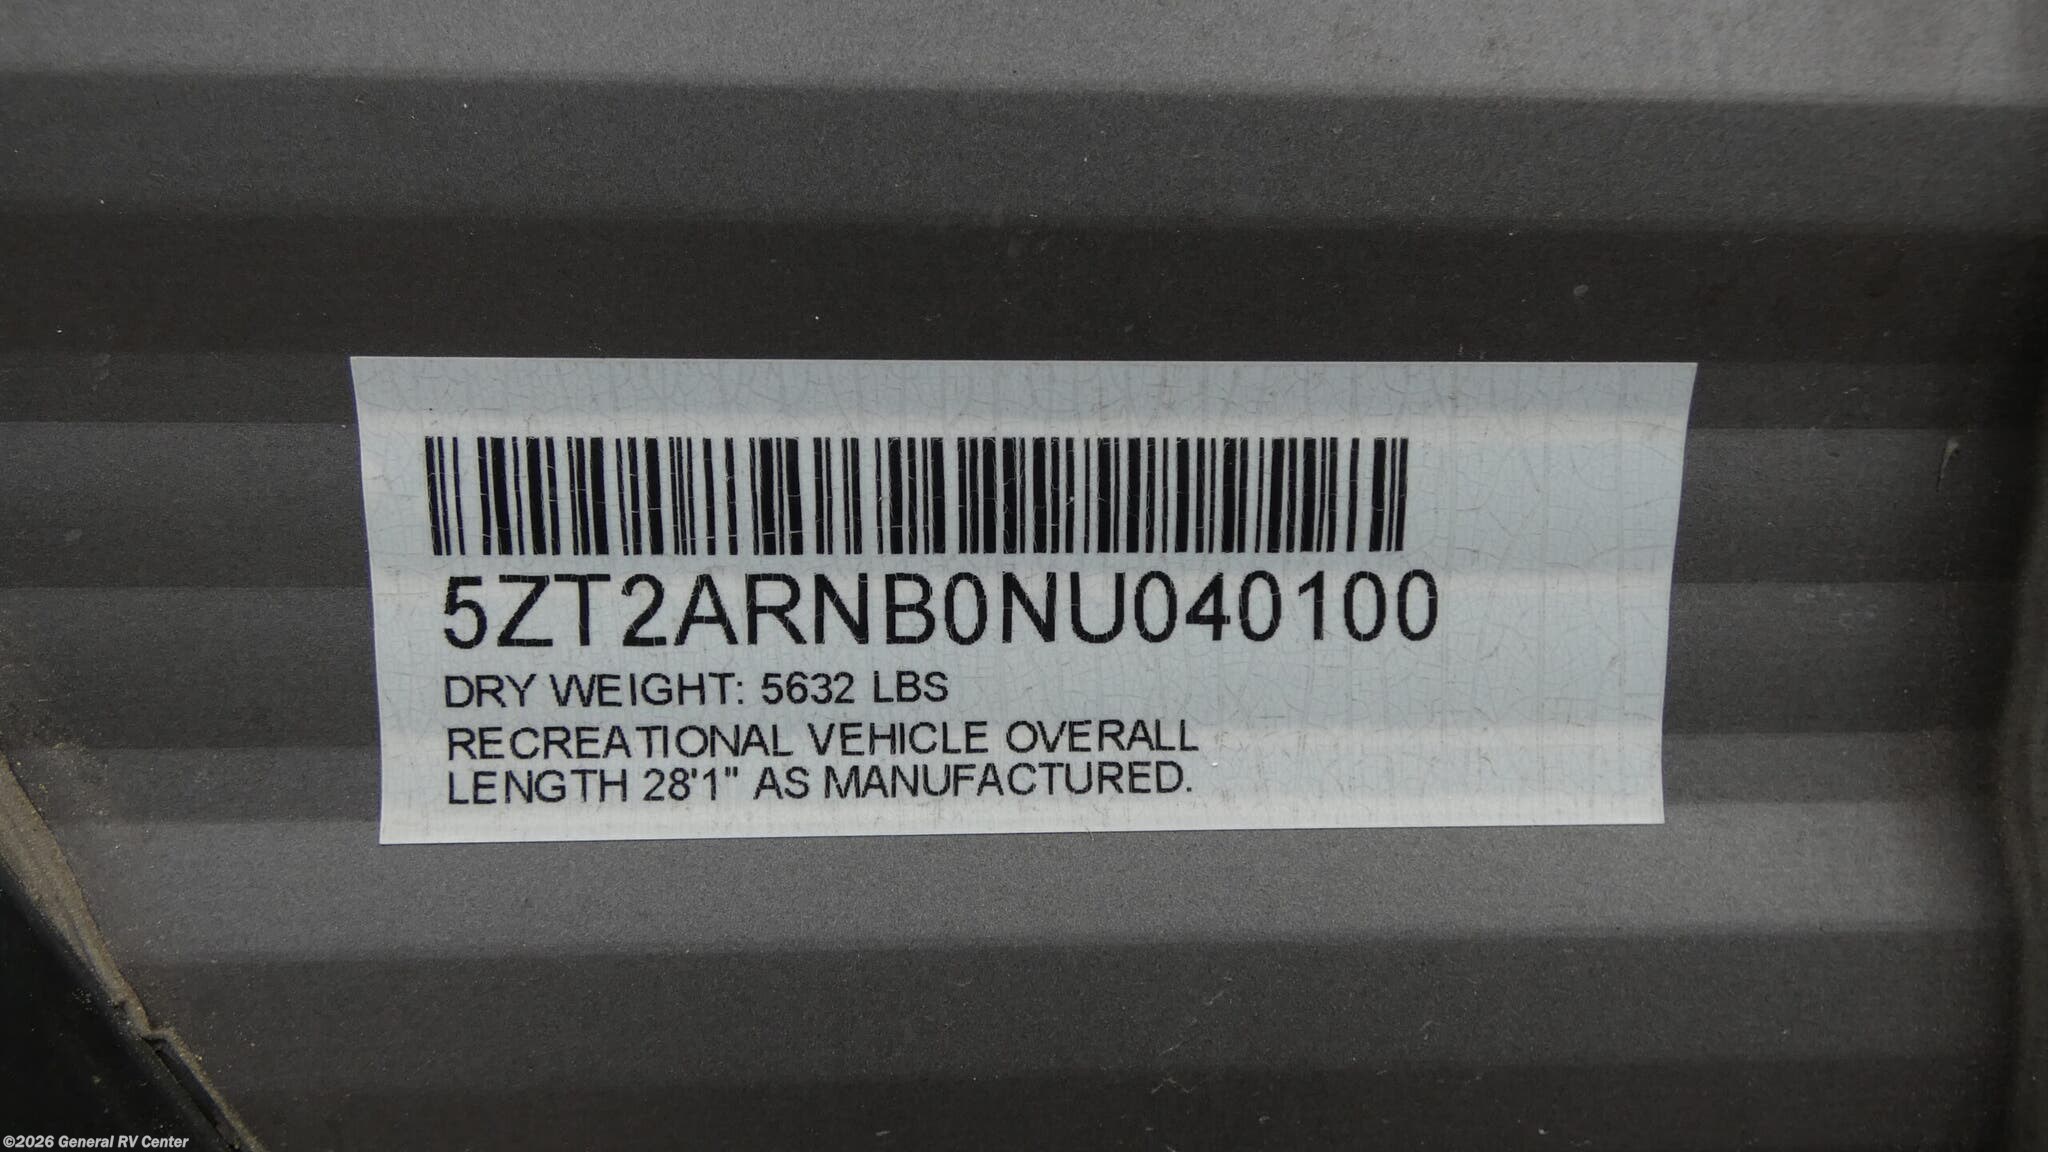 5ZT2ARNB0NU040100
DRY WEIGHT: 5632 LBS
RECREATIONAL VEHICLE OVERALL
LENGTH 28'1" AS MANUFACTURED.
©2026 General RV Center